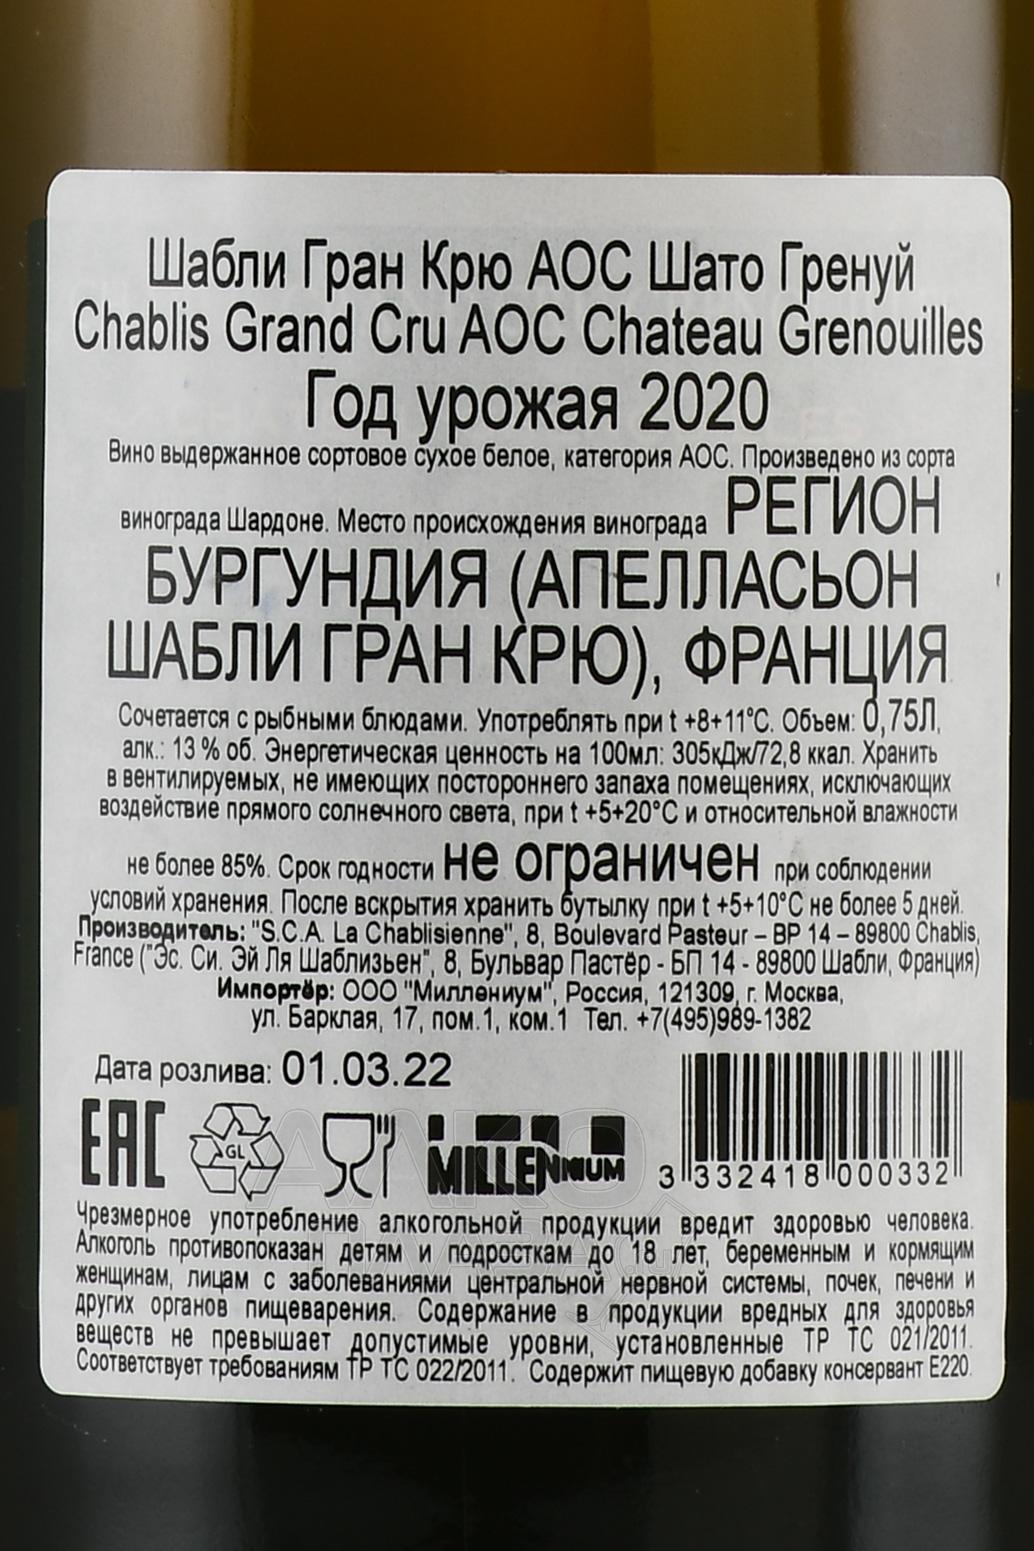 Шабли Гран Крю АОС Шато Гренуй
Chablis Grand Cru AOC Chateau Grenouilles
Год урожая 2020
Вино выдержанное сортовое сухое белое, категория АОС. Произведено из сорта
винограда Шардоне. Место происхождения винограда РЕГИОН
БУРГУНДИЯ (АПЕЛЛАСЬОН
ШАБЛИ ГРАН КРЮ), ФРАНЦИЯ
Сочетается с рыбными блюдами. Употреблять при t +8+11°С. Объем: 0,75Л,
алк.: 13 % об. Энергетическая ценность на 100мл: 305кДж/72,8 ккал. Хранить
в вентилируемых, не имеющих постороннего запаха помещениях, исключающих
воздействие прямого солнечного света, при t +5+20°С и относительной влажности
не более 85%. Срок годности не ограничен при соблюдении
условий хранения. После вскрытия хранить бутылку при t +5+10°С не более 5 дней.
Производитель: "S.C.A. La Chablisienne", 8, Boulevard Pasteur – BP 14 – 89800 Chablis,
France ("Эс. Си. Эй Ля Шаблизьен", 8, Бульвар Пастёр - БП 14 - 89800 Шабли, Франция)
Импортёр: ООО "Миллениум", Россия, 121309, г. Москва,
ул. Барклая, 17, пом.1, ком.1 Тел. +7(495)989-1382
Дата розлива: 01.03.22
EAC GL MILLENNIUM 3 332418 000332
Чрезмерное употребление алкогольной продукции вредит здоровью человека.
Алкоголь противопоказан детям и подросткам до 18 лет, беременным и кормящим
женщинам, лицам с заболеваниями центральной нервной системы, почек, печени и
других органов пищеварения. Содержание в продукции вредных для здоровья
веществ не превышает допустимые уровни, установленные ТР ТС 021/2011.
Соответствует требованиям ТР ТС 022/2011. Содержит пищевую добавку консервант Е220.